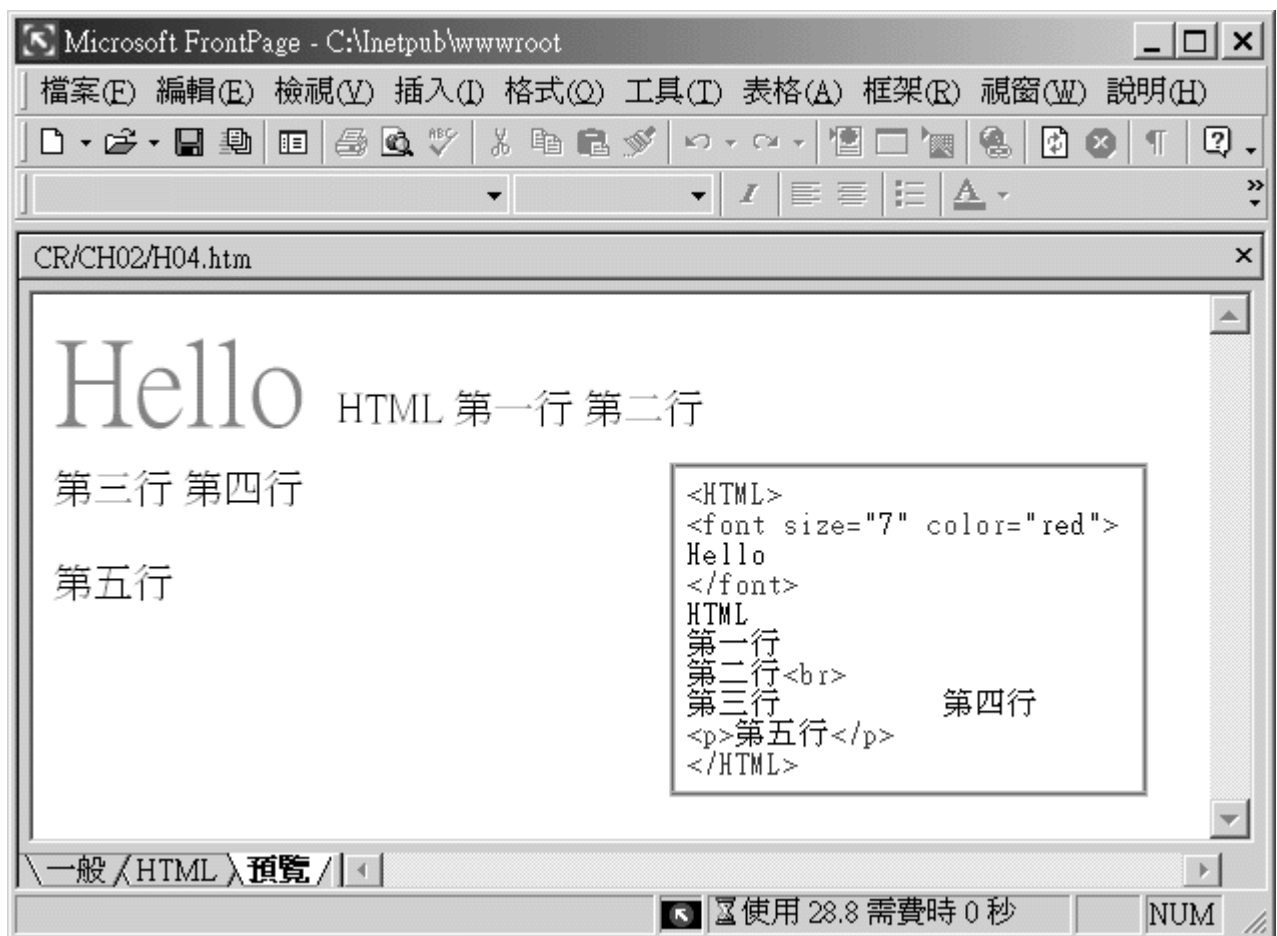 Microsoft FrontPage - C:\Inetpub\wwwroot
檔案(F) 編輯(E) 檢視(V) 插入(I) 格式(O) 工具(T) 表格(A) 框架(R) 視窗(W) 說明(H)
ABC
I A
CR/CH02/H04.htm
Hello HTML 第一行 第二行
第三行 第四行
第五行
<HTML>
<font size="7" color="red">
Hello
</font>
HTML
第一行
第二行<br>
第三行 第四行
<p>第五行</p>
</HTML>
一般 HTML 預覽
使用 28.8 需費時 0 秒 NUM